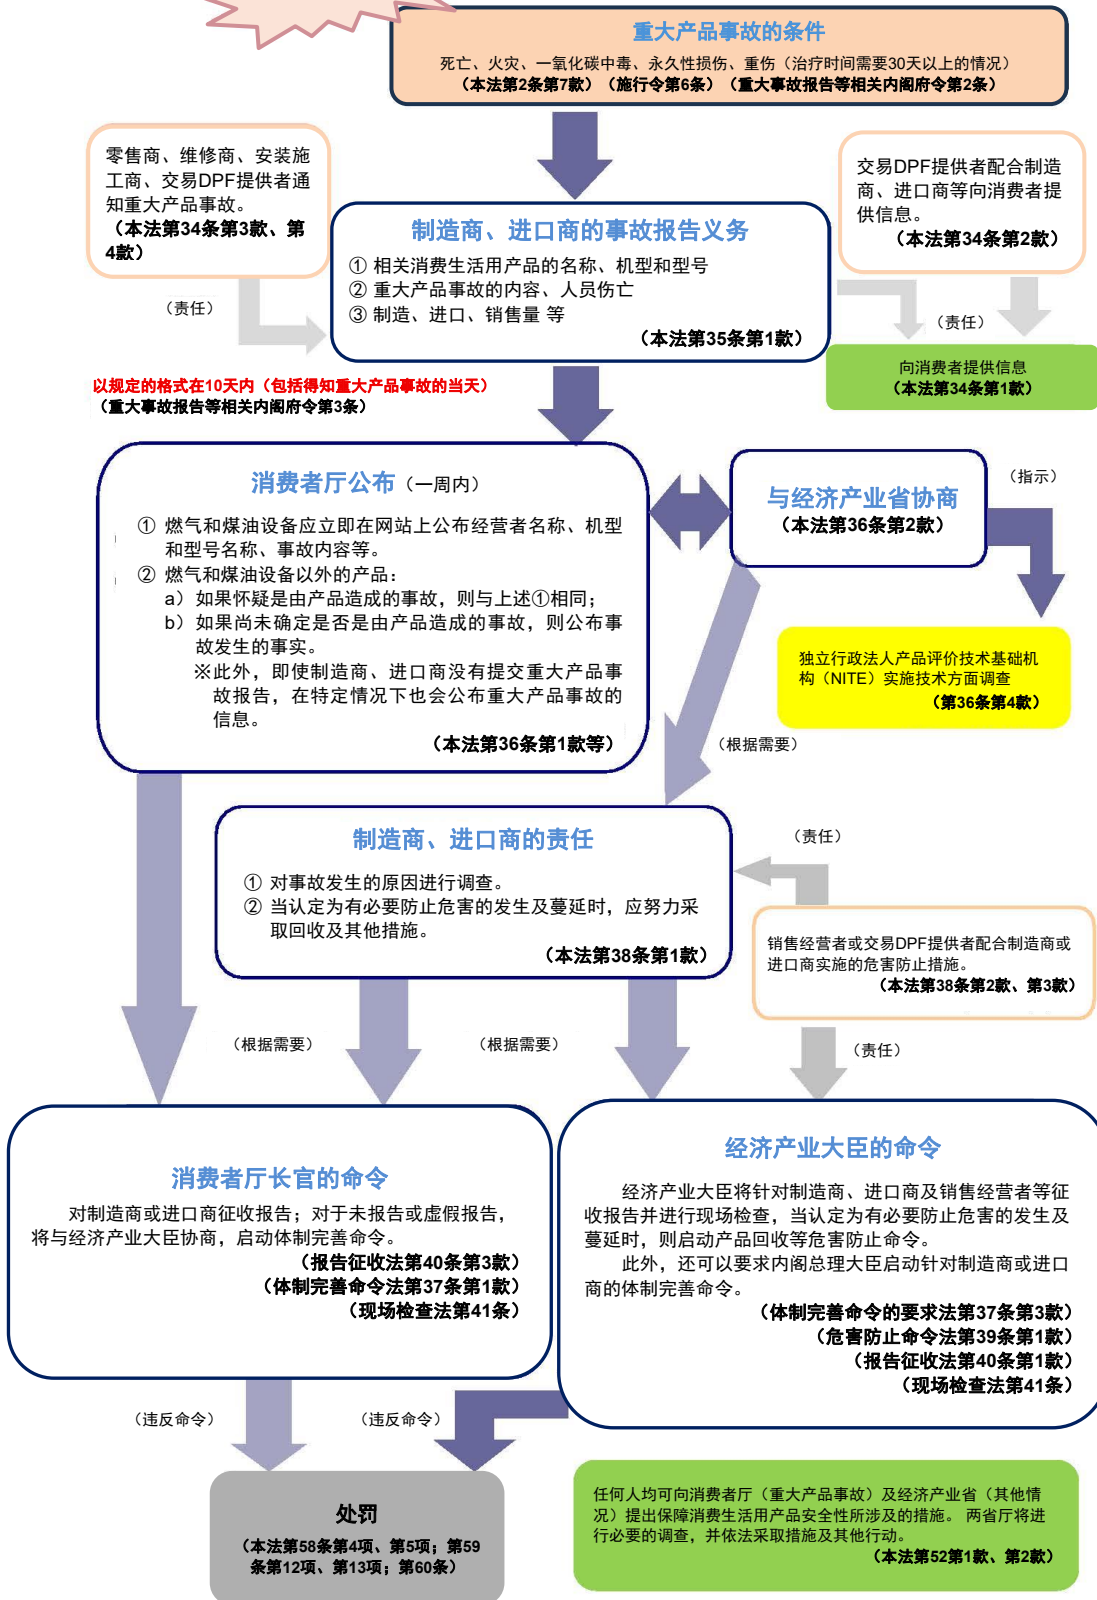 重大产品事故的条件
死亡、火灾、一氧化碳中毒、永久性损伤、重伤（治疗时间需要30天以上的情况）
（本法第2条第7款）（施行令第6条）（重大事故报告等相关内阁府令第2条）
零售商、维修商、安装施
工商、交易DPF提供者通
知重大产品事故。
（本法第34条第3款、第
4款）
交易DPF提供者配合制造
商、进口商等向消费者提
供信息。
（本法第34条第2款）
制造商、进口商的事故报告义务
① 相关消费生活用产品的名称、机型和型号
② 重大产品事故的内容、人员伤亡
③ 制造、进口、销售量 等
（本法第35条第1款）
（责任）
（责任）
向消费者提供信息
（本法第34条第1款）
以规定的格式在10天内（包括得知重大产品事故的当天）
（重大事故报告等相关内阁府令第3条）
消费者厅公布（一周内）
① 燃气和煤油设备应立即在网站上公布经营者名称、机型
和型号名称、事故内容等。
② 燃气和煤油设备以外的产品：
a）如果怀疑是由产品造成的事故，则与上述①相同；
b）如果尚未确定是否是由产品造成的事故，则公布事
故发生的事实。
※此外，即使制造商、进口商没有提交重大产品事
故报告，在特定情况下也会公布重大产品事故的
信息。
（本法第36条第1款等）
与经济产业省协商
（本法第36条第2款）
（指示）
独立行政法人产品评价技术基础机
构（NITE）实施技术方面调查
（第36条第4款）
（根据需要）
制造商、进口商的责任
① 对事故发生的原因进行调查。
② 当认定为有必要防止危害的发生及蔓延时，应努力采
取回收及其他措施。
（本法第38条第1款）
（责任）
销售经营者或交易DPF提供者配合制造商或
进口商实施的危害防止措施。
（本法第38条第2款、第3款）
（根据需要）
（根据需要）
（责任）
消费者厅长官的命令
对制造商或进口商征收报告；对于未报告或虚假报告，
将与经济产业大臣协商，启动体制完善命令。
（报告征收法第40条第3款）
（体制完善命令法第37条第1款）
（现场检查法第41条）
经济产业大臣的命令
经济产业大臣将针对制造商、进口商及销售经营者等征
收报告并进行现场检查，当认定为有必要防止危害的发生及
蔓延时，则启动产品回收等危害防止命令。
此外，还可以要求内阁总理大臣启动针对制造商或进口
商的体制完善命令。
（体制完善命令的要求法第37条第3款）
（危害防止命令法第39条第1款）
（报告征收法第40条第1款）
（现场检查法第41条）
（违反命令）
（违反命令）
处罚
（本法第58条第4项、第5项；第59
条第12项、第13项；第60条）
任何人均可向消费者厅（重大产品事故）及经济产业省（其他情
况）提出保障消费生活用产品安全性所涉及的措施。 两省厅将进
行必要的调查，并依法采取措施及其他行动。
（本法第52第1款、第2款）